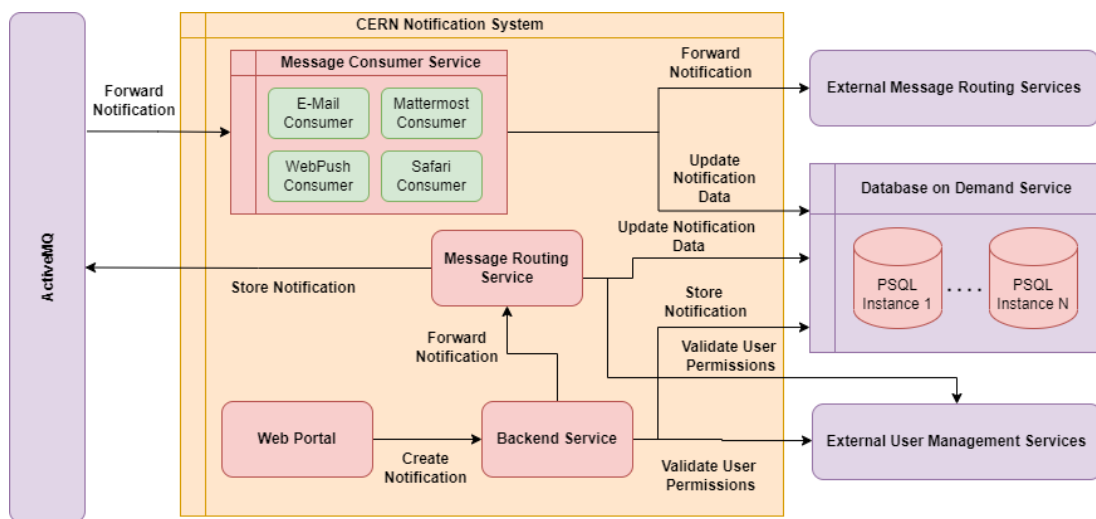 CERN Notification System
ActiveMQ
Forward
Notification
Message Consumer Service
E-Mail
Consumer
Mattermost
Consumer
WebPush
Consumer
Safari
Consumer
Forward
Notification
External Message Routing Services
Update
Notification
Data
Database on Demand Service
PSQL
Instance 1
. . . .
PSQL
Instance N
Update Notification
Data
Message Routing
Service
Store Notification
Store
Notification
Forward
Notification
Validate User
Permissions
Web Portal
Create
Notification
Backend Service
Validate User
Permissions
External User Management Services